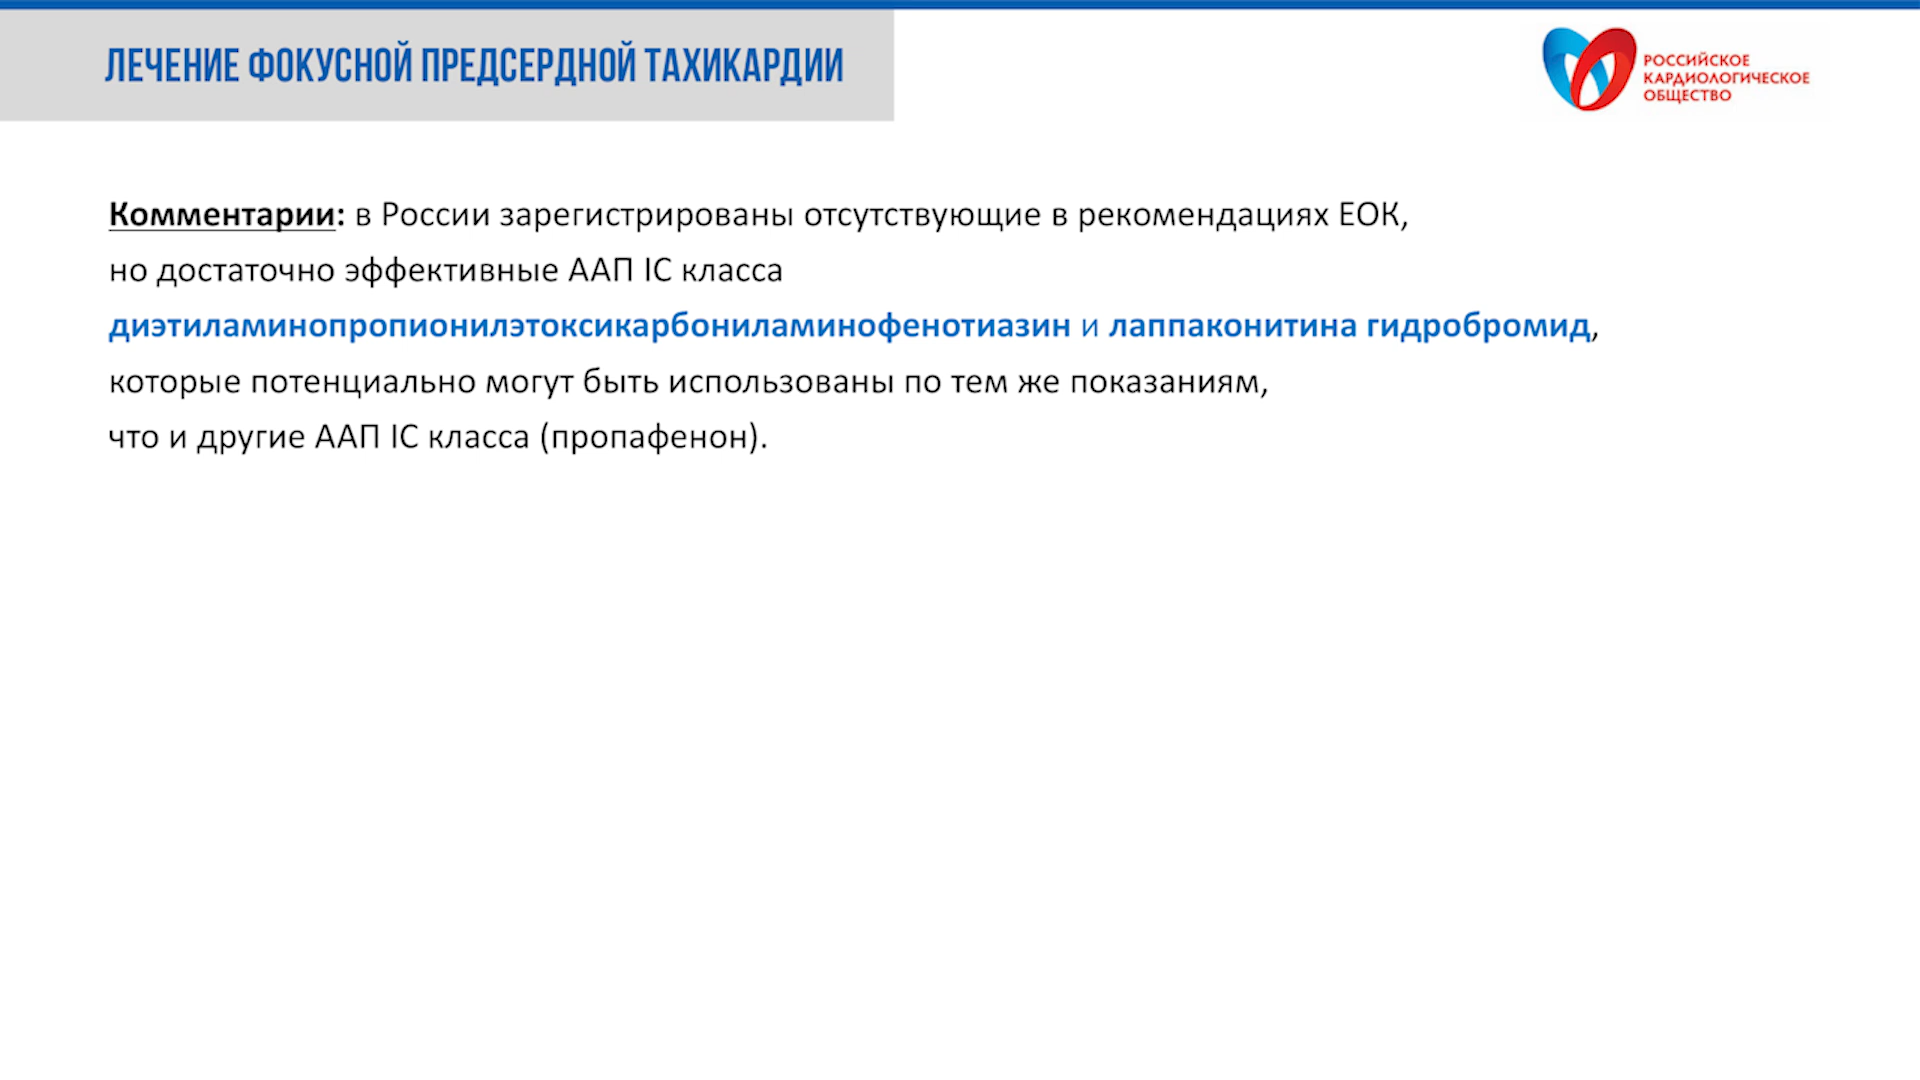 ЛЕЧЕНИЕ ФОКУСНОЙ ПРЕДСЕРДНОЙ ТАХИКАРДИИ
РОССИЙСКОЕ
КАРДИОЛОГИЧЕСКОЕ
ОБЩЕСТВО
Комментарии: в России зарегистрированы отсутствующие в рекомендациях ЕОК,
но достаточно эффективные ААП IC класса
диэтиламинопропионилэтоксикарбониламинофенотиазин и лаппаконитина гидробромид,
которые потенциально могут быть использованы по тем же показаниям,
что и другие ААП IC класса (пропафенон).